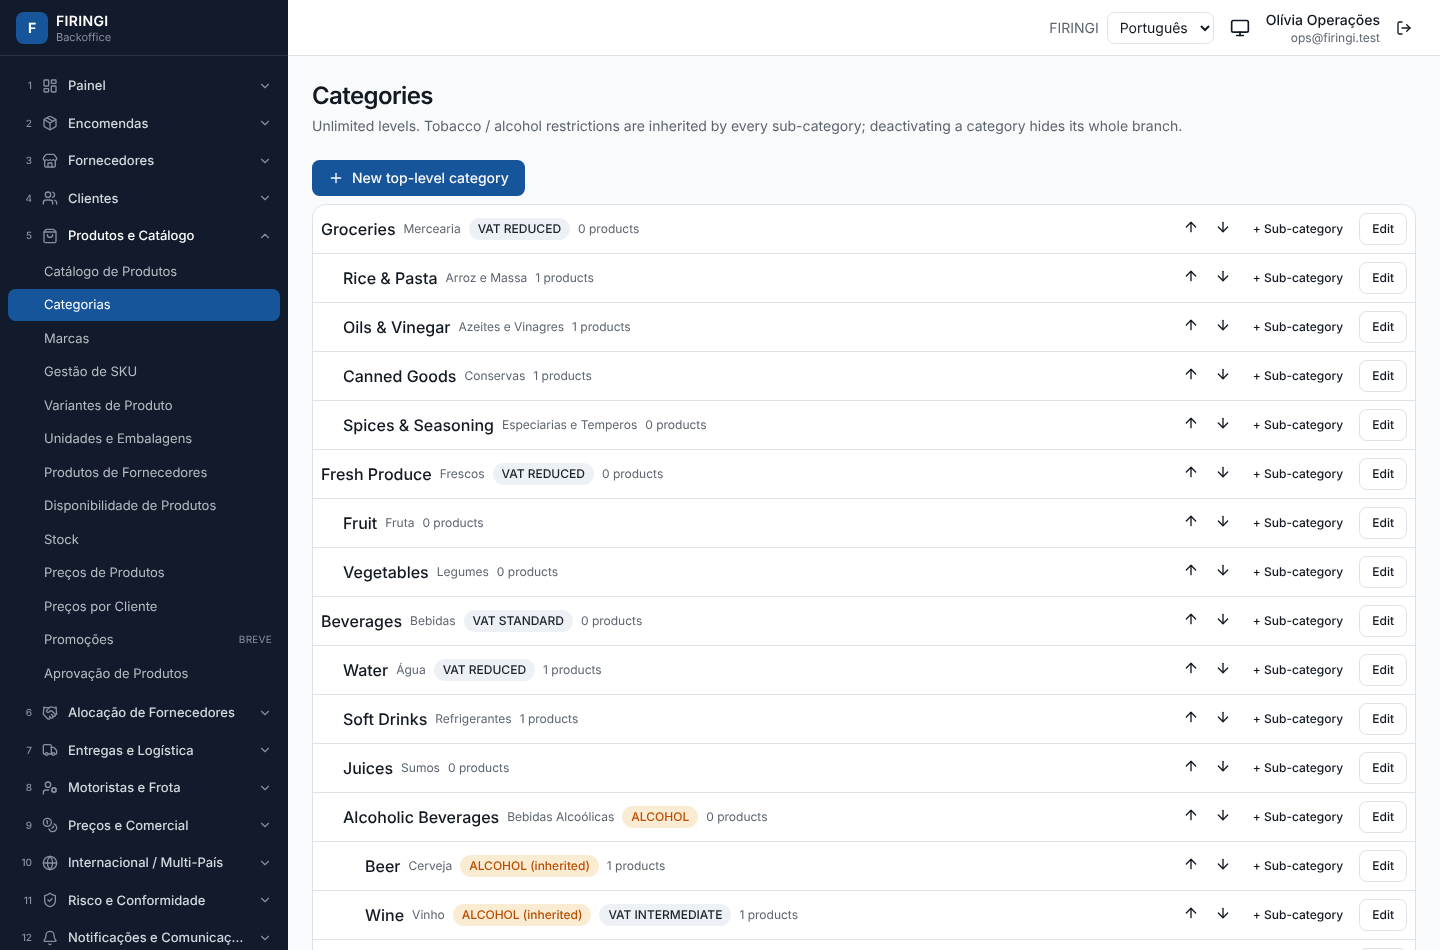 F
FIRINGI
Backoffice
1 Painel
2 Encomendas
3 Fornecedores
4 Clientes
5 Produtos e Catálogo
Catálogo de Produtos
Categorias
Marcas
Gestão de SKU
Variantes de Produto
Unidades e Embalagens
Produtos de Fornecedores
Disponibilidade de Produtos
Stock
Preços de Produtos
Preços por Cliente
Promoções BREVE
Aprovação de Produtos
6 Alocação de Fornecedores
7 Entregas e Logística
8 Motoristas e Frota
9 Preços e Comercial
10 Internacional / Multi-País
11 Risco e Conformidade
12 Notificações e Comunicaç...
FIRINGI Português
Olívia Operações
ops@firingi.test
Categories
Unlimited levels. Tobacco / alcohol restrictions are inherited by every sub-category; deactivating a category hides its whole branch.
+ New top-level category
Groceries Mercearia VAT REDUCED 0 products ↑ ↓ + Sub-category Edit
Rice & Pasta Arroz e Massa 1 products ↑ ↓ + Sub-category Edit
Oils & Vinegar Azeites e Vinagres 1 products ↑ ↓ + Sub-category Edit
Canned Goods Conservas 1 products ↑ ↓ + Sub-category Edit
Spices & Seasoning Especiarias e Temperos 0 products ↑ ↓ + Sub-category Edit
Fresh Produce Frescos VAT REDUCED 0 products ↑ ↓ + Sub-category Edit
Fruit Fruta 0 products ↑ ↓ + Sub-category Edit
Vegetables Legumes 0 products ↑ ↓ + Sub-category Edit
Beverages Bebidas VAT STANDARD 0 products ↑ ↓ + Sub-category Edit
Water Água VAT REDUCED 1 products ↑ ↓ + Sub-category Edit
Soft Drinks Refrigerantes 1 products ↑ ↓ + Sub-category Edit
Juices Sumos 0 products ↑ ↓ + Sub-category Edit
Alcoholic Beverages Bebidas Alcoólicas ALCOHOL 0 products ↑ ↓ + Sub-category Edit
Beer Cerveja ALCOHOL (inherited) 1 products ↑ ↓ + Sub-category Edit
Wine Vinho ALCOHOL (inherited) VAT INTERMEDIATE 1 products ↑ ↓ + Sub-category Edit